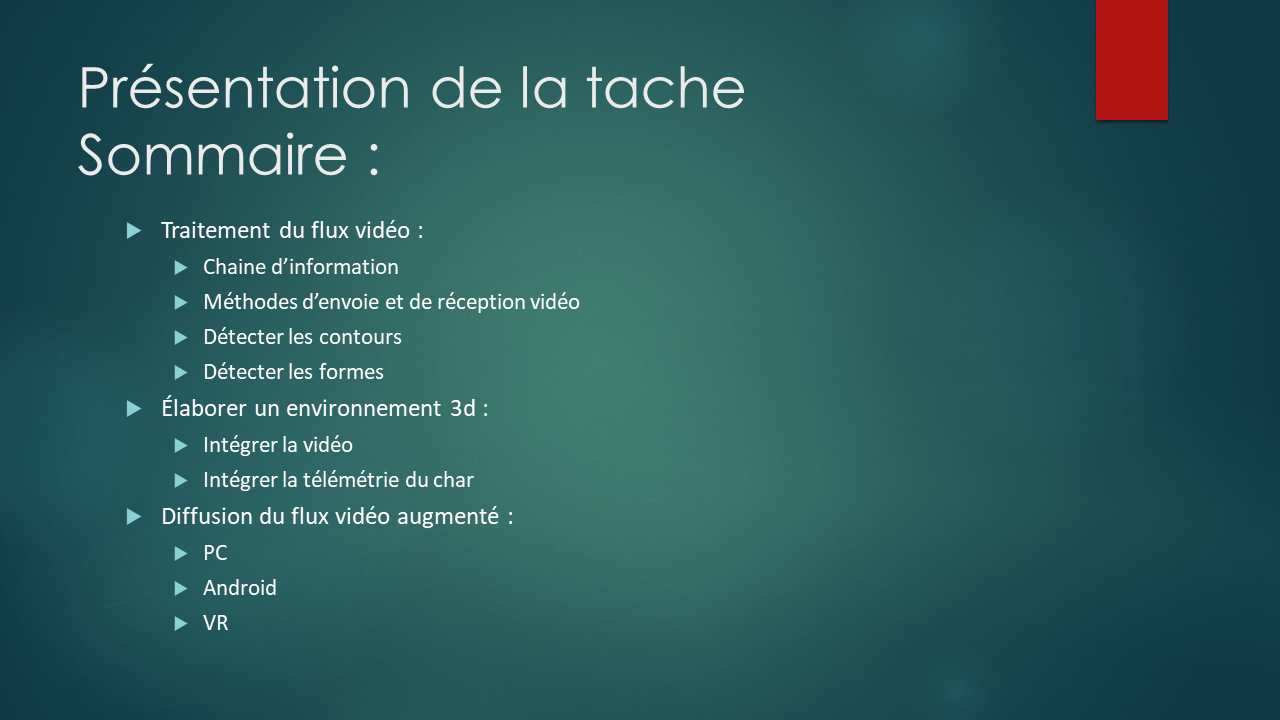 Présentation de la tache
Sommaire :
Traitement du flux vidéo :
Chaine d’information
Méthodes d’envoie et de réception vidéo
Détecter les contours
Détecter les formes
Élaborer un environnement 3d :
Intégrer la vidéo
Intégrer la télémétrie du char
Diffusion du flux vidéo augmenté :
PC
Android
VR